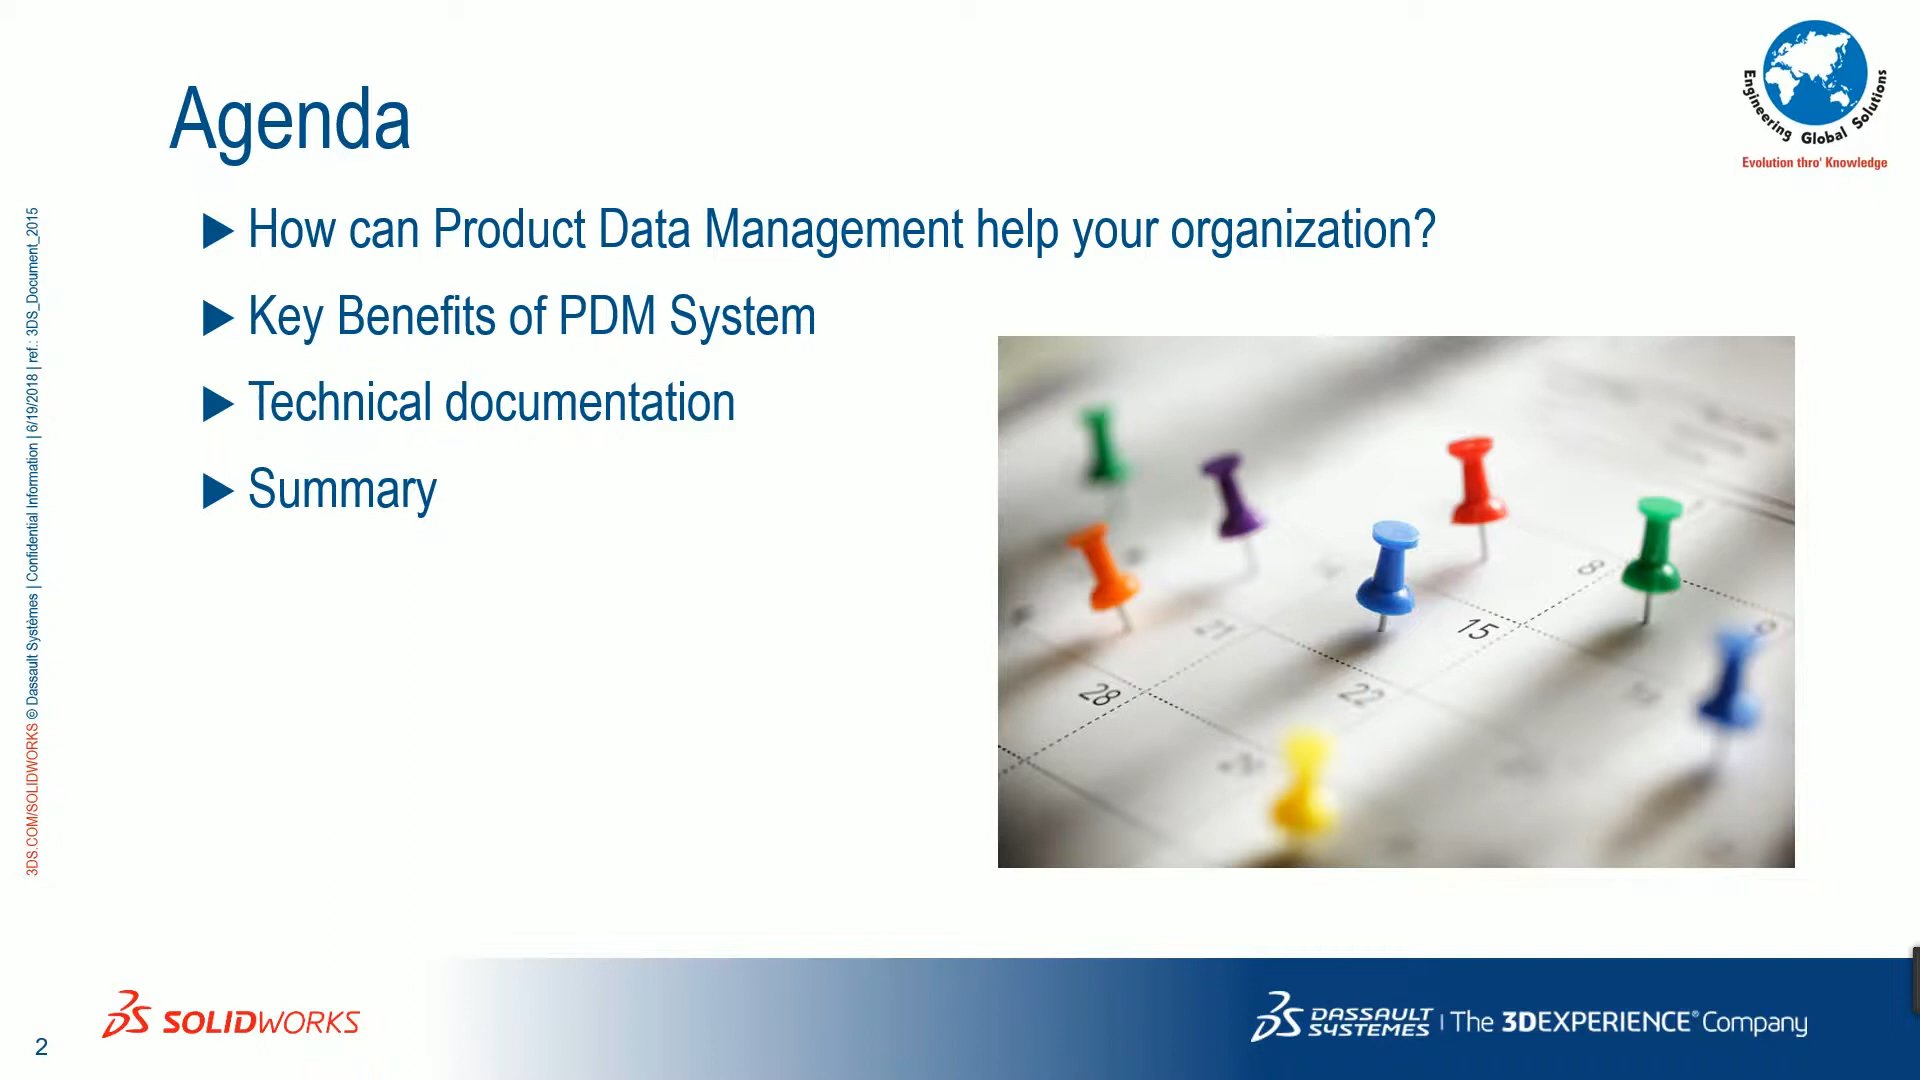 Agenda
How can Product Data Management help your organization?
Key Benefits of PDM System
Technical documentation
Summary
Engineering Global Solutions
Evolution thro' Knowledge
3DS.COM/SOLIDWORKS © Dassault Systèmes | Confidential Information | 6/19/2018 | ref.: 3DS_Document_2015
8
15
21
22
28
2
SOLIDWORKS
DASSAULT SYSTEMES | The 3DEXPERIENCE® Company